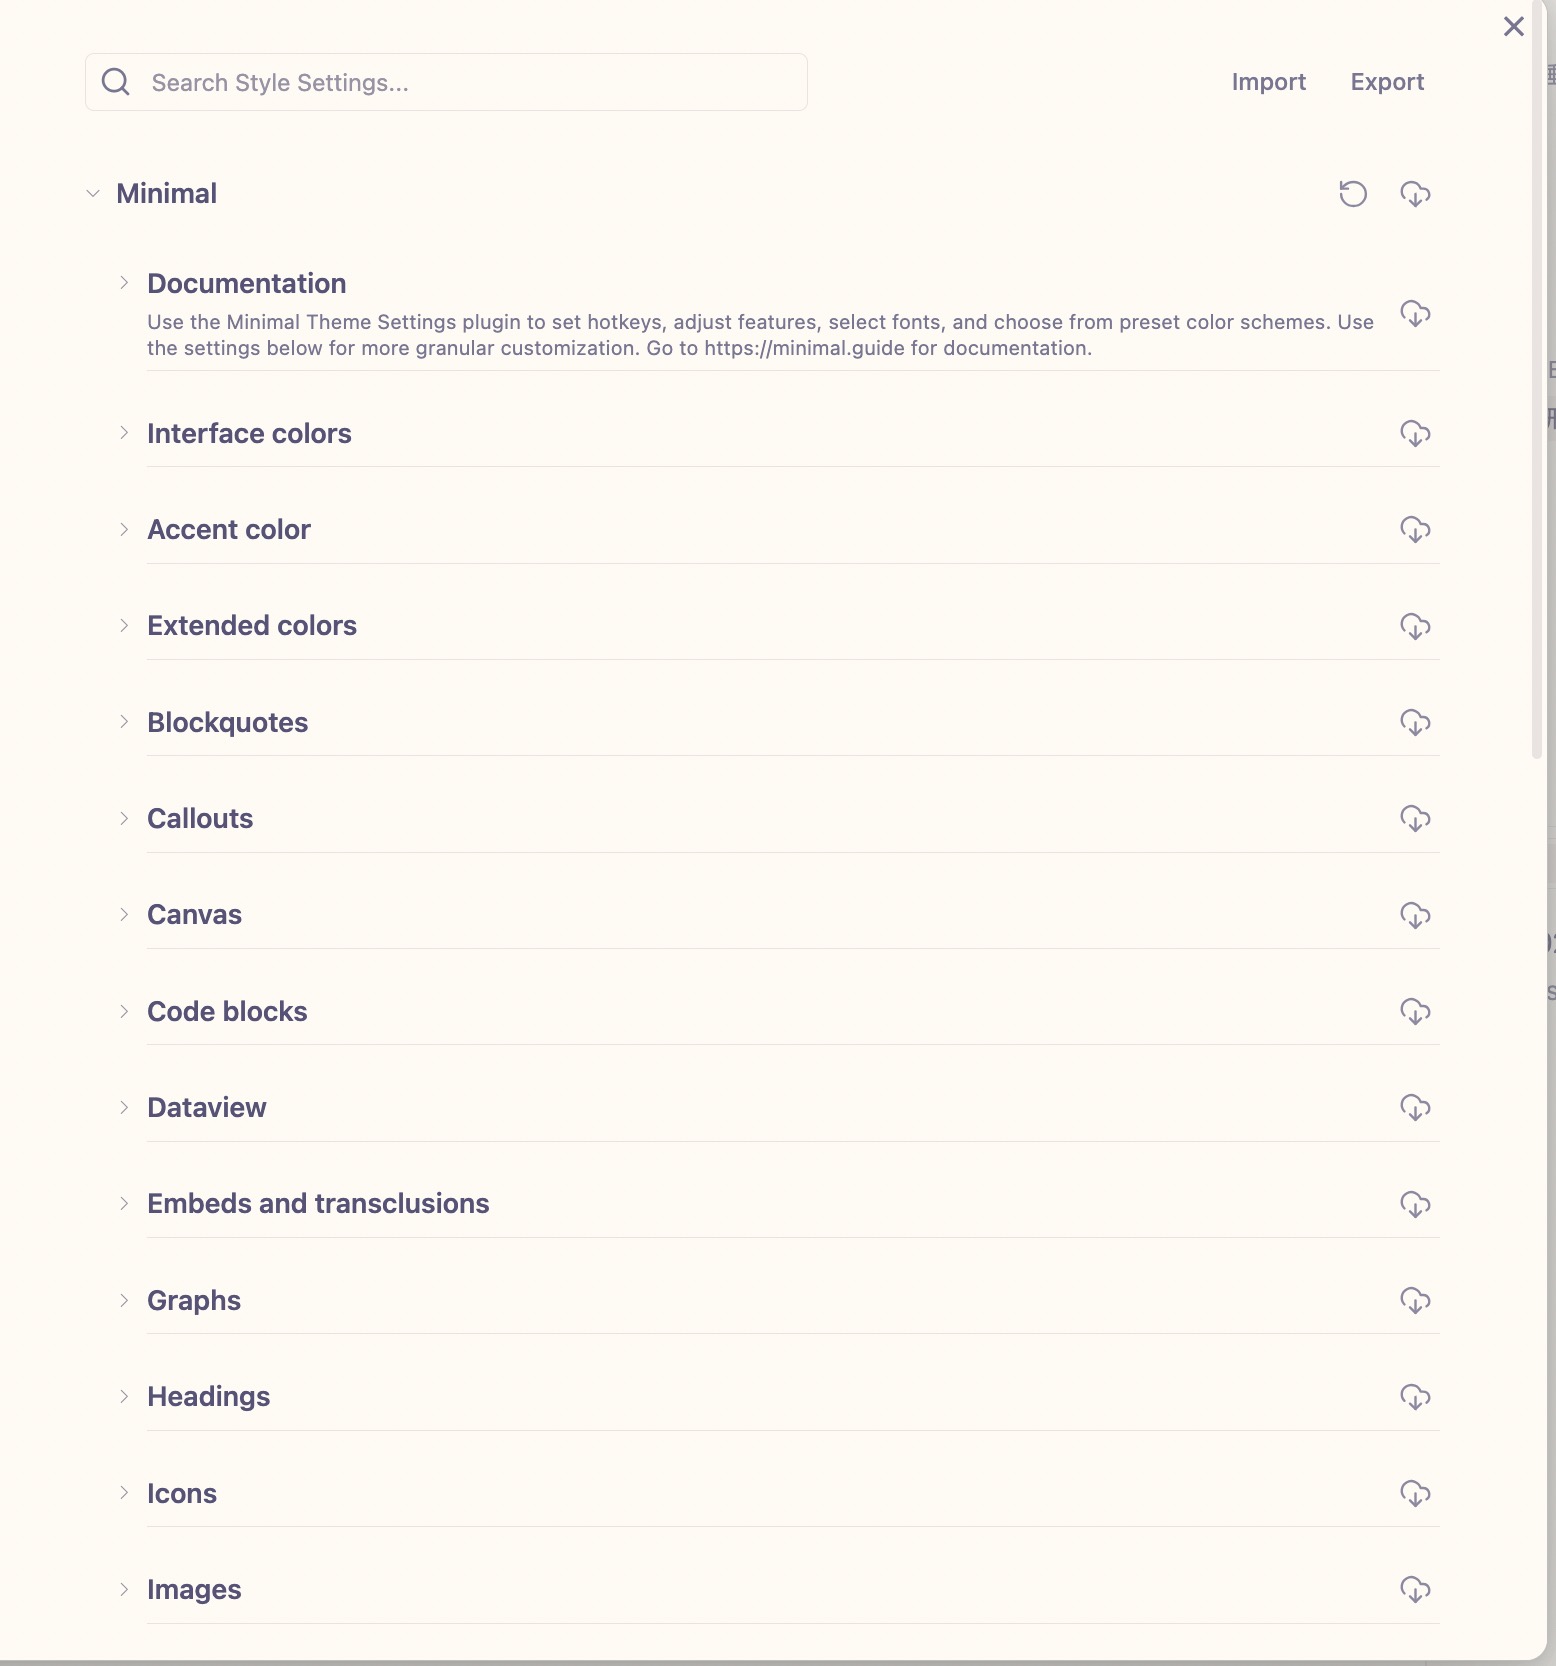 Search Style Settings...
Import
Export
Minimal
Documentation
Use the Minimal Theme Settings plugin to set hotkeys, adjust features, select fonts, and choose from preset color schemes. Use
the settings below for more granular customization. Go to https://minimal.guide for documentation.
Interface colors
Accent color
Extended colors
Blockquotes
Callouts
Canvas
Code blocks
Dataview
Embeds and transclusions
Graphs
Headings
Icons
Images